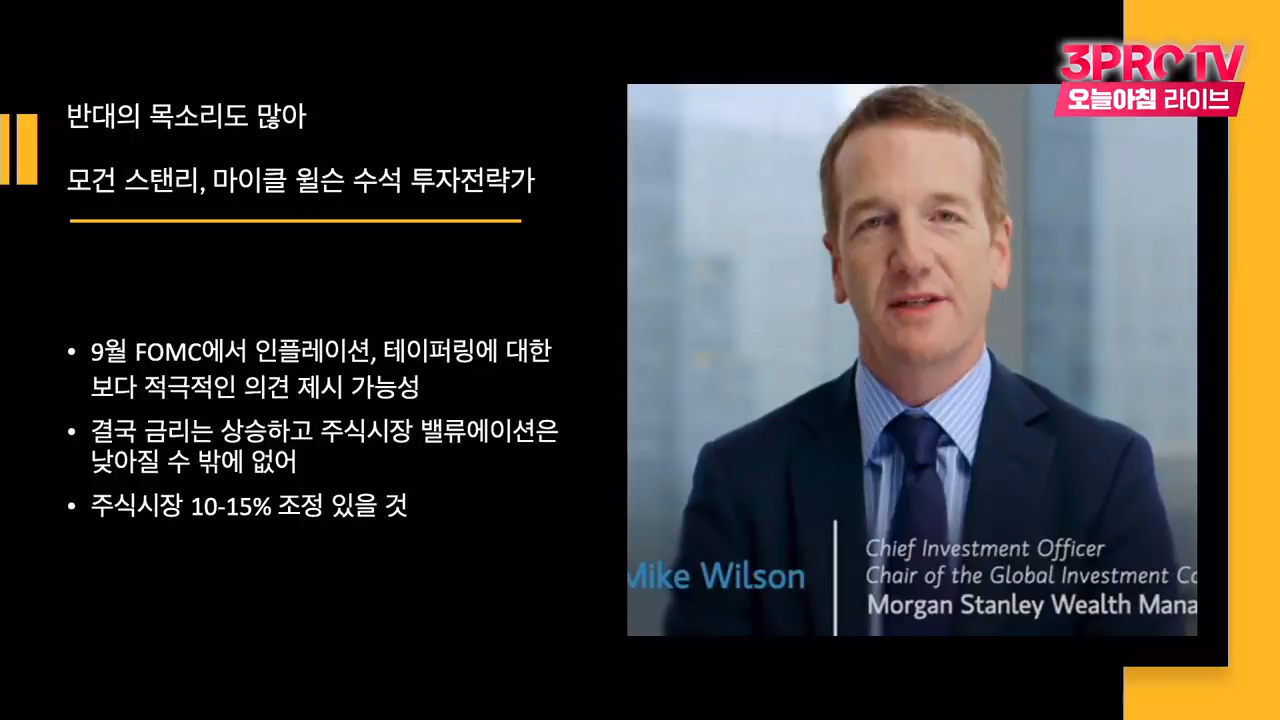 3PROTV
오늘아침 라이브
반대의 목소리도 많아
모건 스탠리, 마이클 윌슨 수석 투자전략가
• 9월 FOMC에서 인플레이션, 테이퍼링에 대한
보다 적극적인 의견 제시 가능성
• 결국 금리는 상승하고 주식시장 밸류에이션은
낮아질 수 밖에 없어
• 주식시장 10-15% 조정 있을 것
Mike Wilson
Chief Investment Officer
Chair of the Global Investment Co
Morgan Stanley Wealth Mana